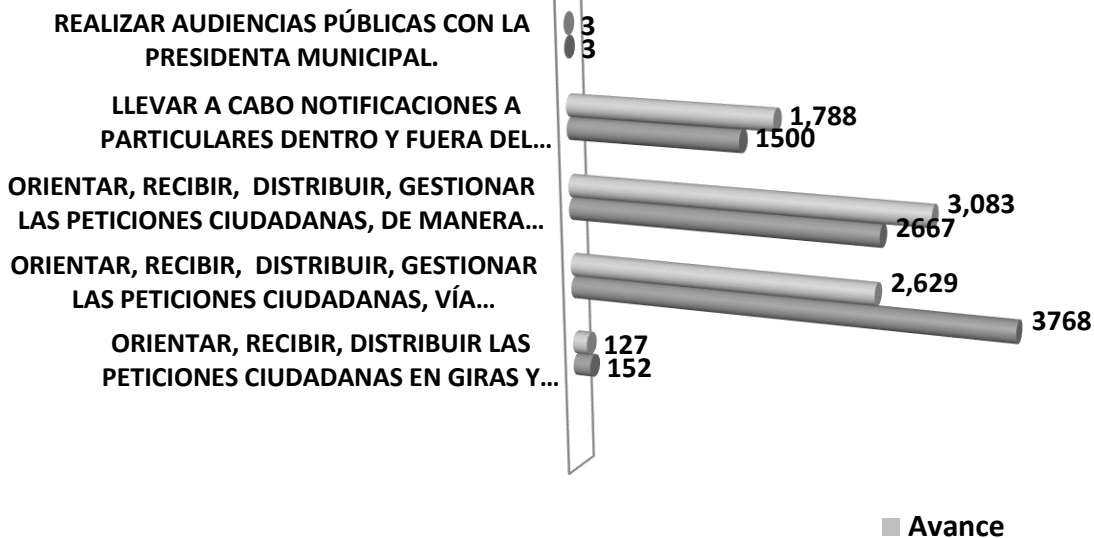 REALIZAR AUDIENCIAS PÚBLICAS CON LA
PRESIDENTA MUNICIPAL.
3
3
LLEVAR A CABO NOTIFICACIONES A
PARTICULARES DENTRO Y FUERA DEL...
1,788
1500
ORIENTAR, RECIBIR, DISTRIBUIR, GESTIONAR
LAS PETICIONES CIUDADANAS, DE MANERA...
3,083
2667
ORIENTAR, RECIBIR, DISTRIBUIR, GESTIONAR
LAS PETICIONES CIUDADANAS, VÍA...
2,629
3768
ORIENTAR, RECIBIR, DISTRIBUIR LAS
PETICIONES CIUDADANAS EN GIRAS Y...
127
152
Avance